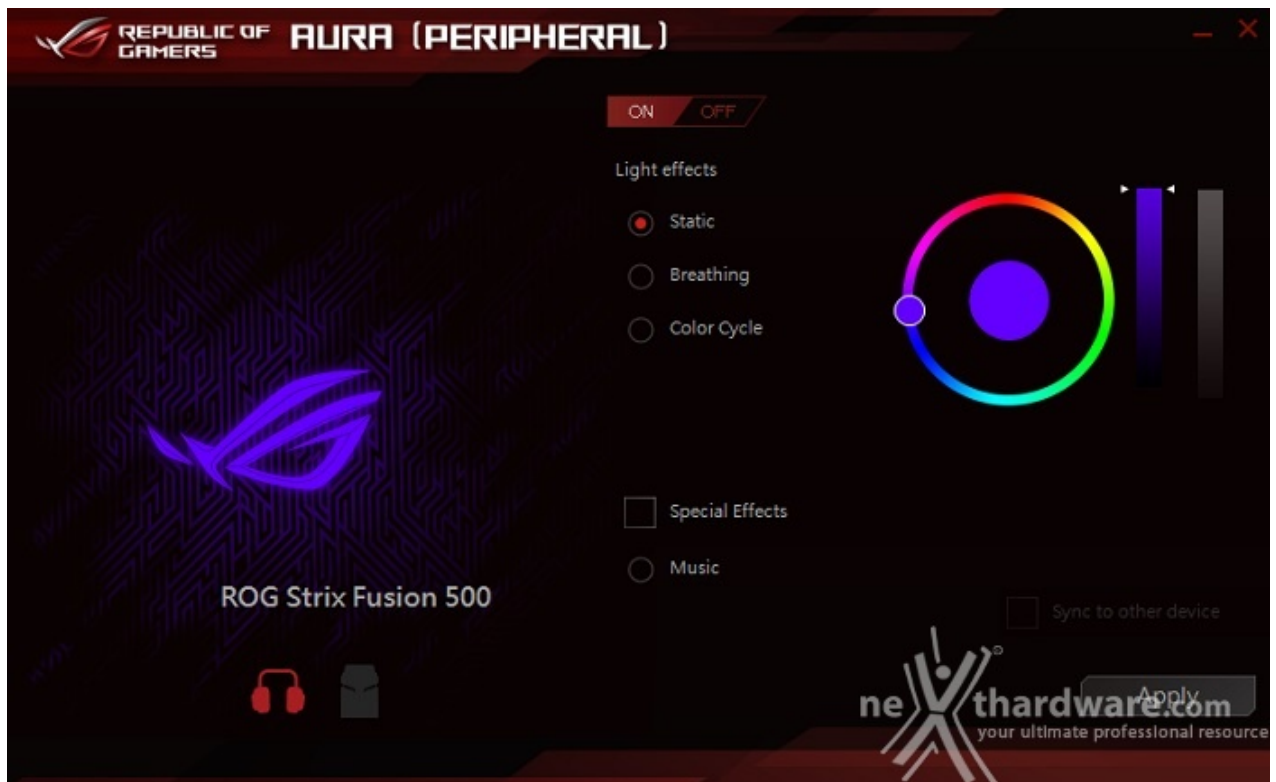 REPUBLIC OF
GAMERS
AURA (PERIPHERAL)
ON OFF
Light effects
Static
Breathing
Color Cycle
Special Effects
Music
ROG Strix Fusion 500
Sync to other device
Apply
nexthardware.com
your ultimate professional resource